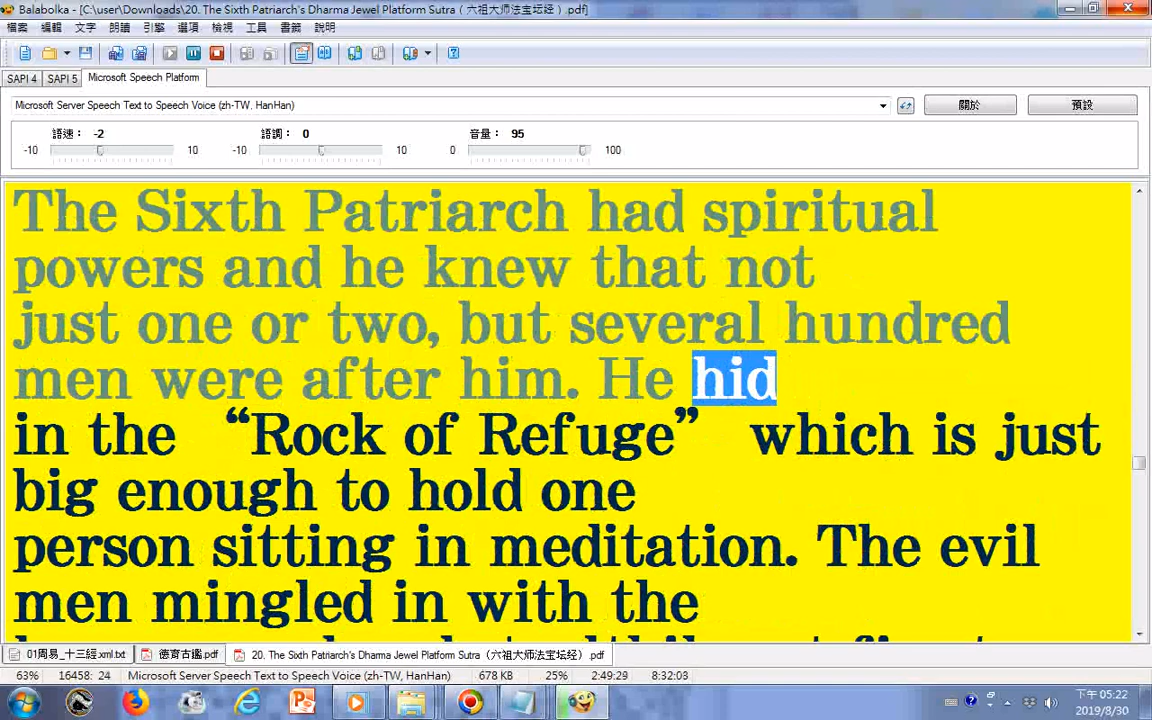 Balabolka - [C:\user\Downloads\20. The Sixth Patriarch's Dharma Jewel Platform Sutra（六祖大师法宝坛经）.pdf]
檔案 編輯 文字 朗讀 引擎 選項 檢視 工具 書籤 說明
SAPI 4 SAPI 5 Microsoft Speech Platform
Microsoft Server Speech Text to Speech Voice (zh-TW, HanHan) 關於 預設
語速： -2 語調： 0 音量： 95
-10 10 -10 10 0 100
The Sixth Patriarch had spiritual
powers and he knew that not
just one or two, but several hundred
men were after him. He hid
in the “Rock of Refuge” which is just
big enough to hold one
person sitting in meditation. The evil
men mingled in with the
01周易_十三經.xml.txt 德育古鑑.pdf 20. The Sixth Patriarch's Dharma Jewel Platform Sutra（六祖大师法宝坛经）.pdf
63% 16458: 24 Microsoft Server Speech Text to Speech Voice (zh-TW, HanHan) 678 KB 25% 2:49:29 8:32:03
下午 05:22
2019/8/30